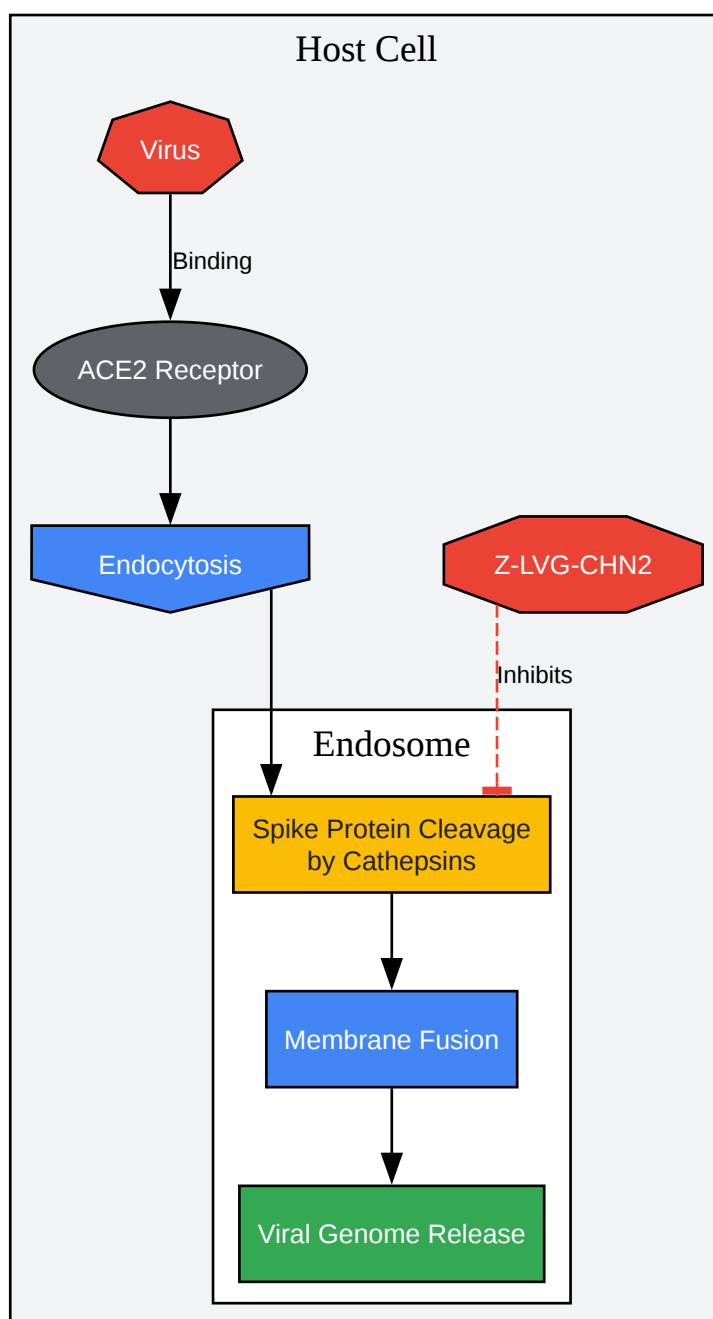 Host Cell
Virus
Binding
ACE2 Receptor
Endocytosis
Z-LVG-CHN2
Inhibits
Endosome
Spike Protein Cleavage
by Cathepsins
Membrane Fusion
Viral Genome Release